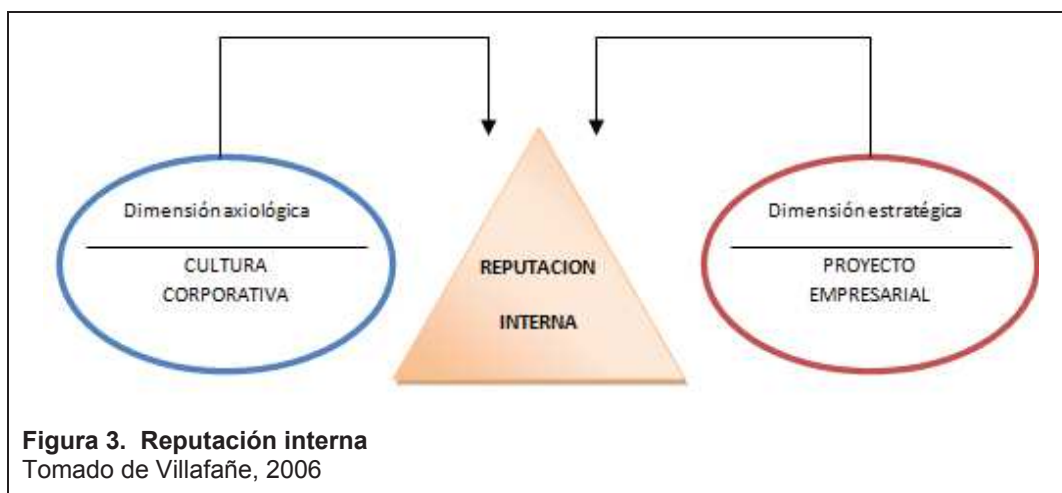 Dimensión axiológica
CULTURA
CORPORATIVA
REPUTACION
INTERNA
Dimensión estratégica
PROYECTO
EMPRESARIAL
Figura 3. Reputación interna
Tomado de Villafañe, 2006